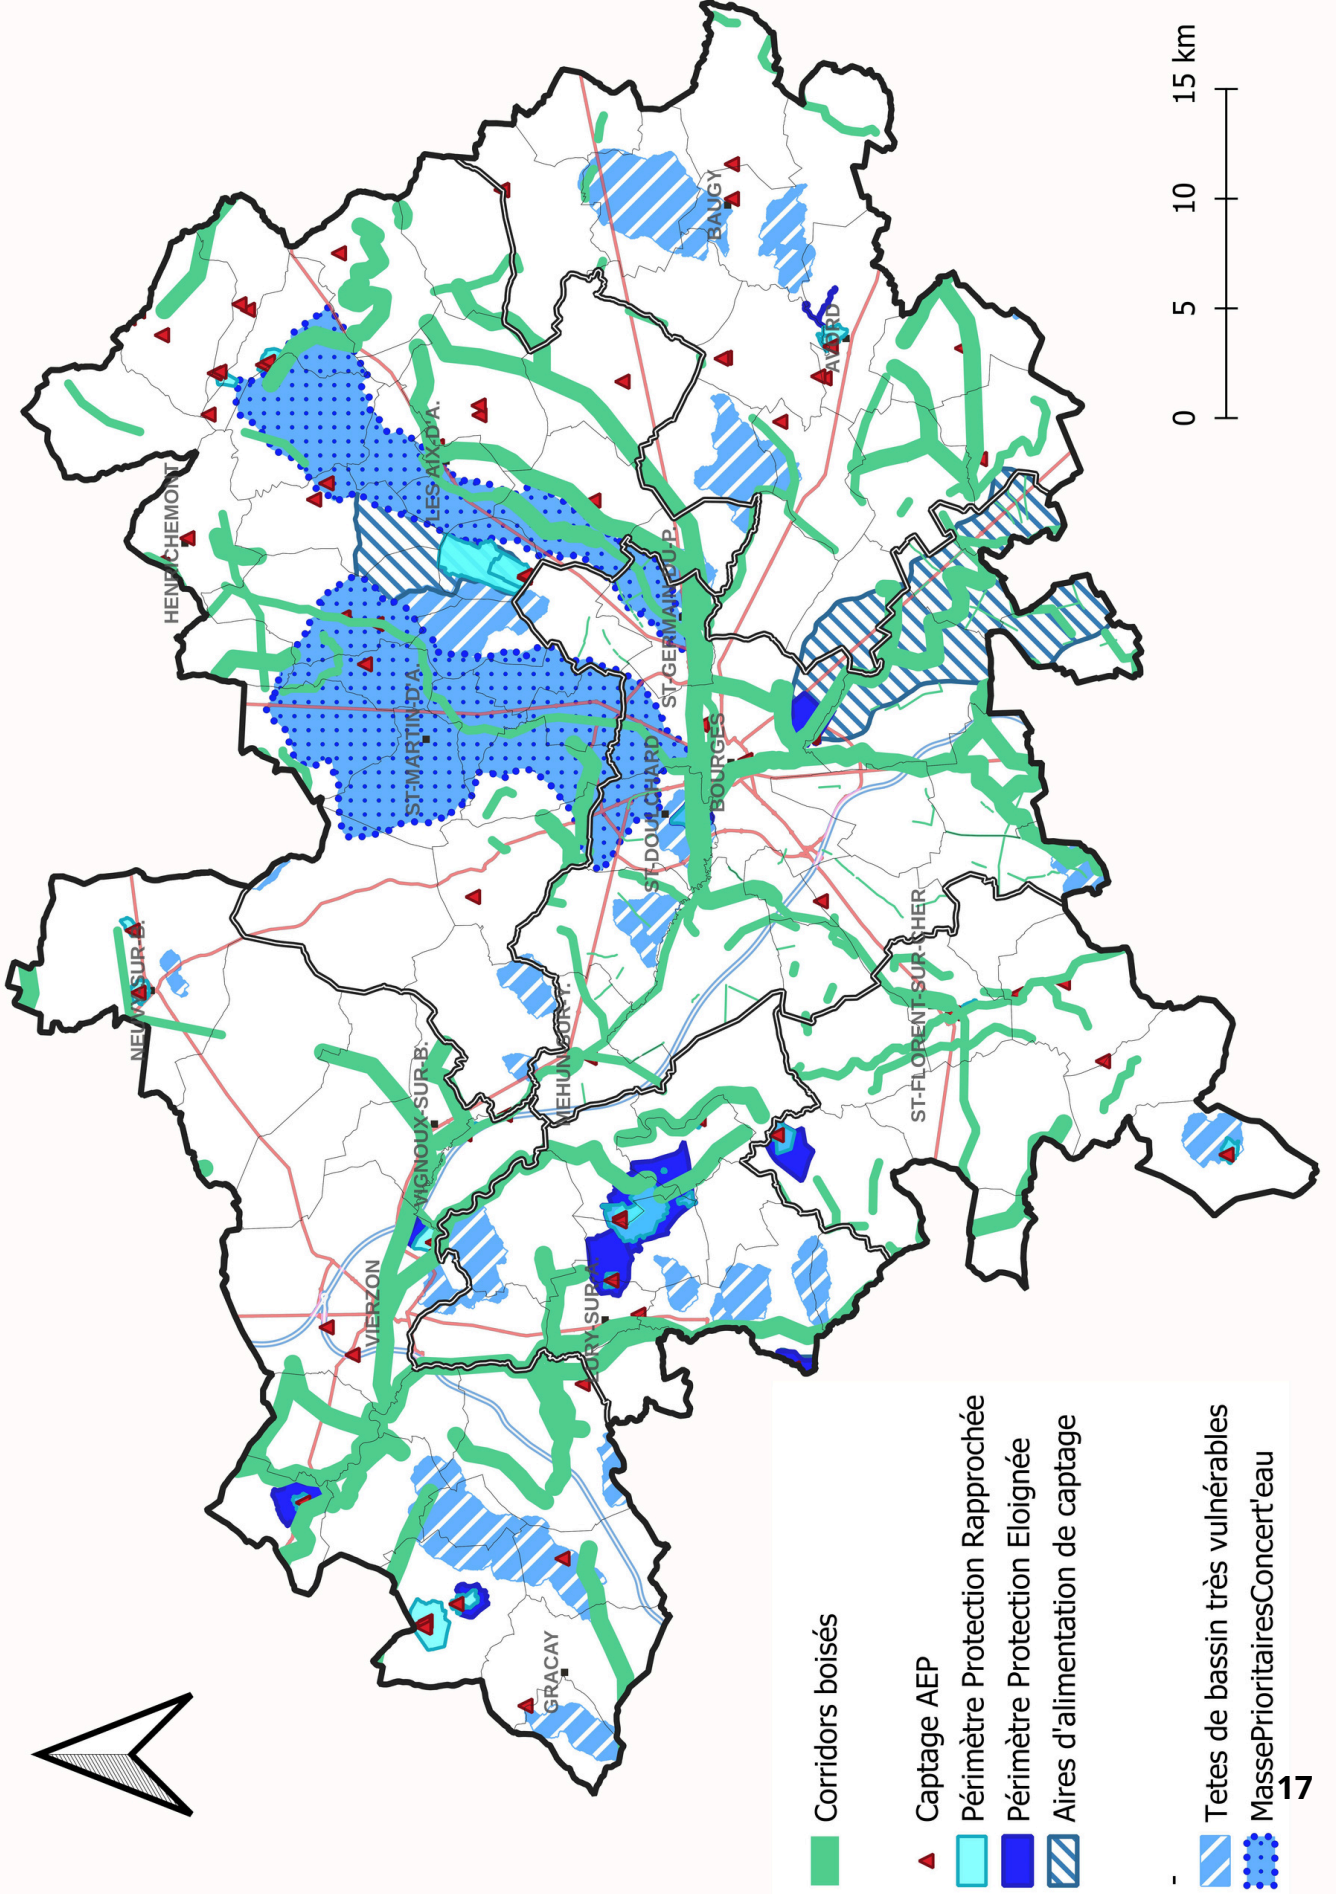 HENRICHEMONT
NEUVY-SUR-B.
LES AIX-D'A.
ST-MARTIN-D'A.
VIGNOUX-SUR-B.
VIERZON
BAUGY
ST-GERMAIN-DU-P.
ST-DOULCHARD
BOURGES
MEHUN-SUR-Y.
LURY-SUR-A.
GRACAY
AVORD
ST-FLORENT-SUR-CHER
0 5 10 15 km
Corridors boisés
Captage AEP
Périmètre Protection Rapprochée
Périmètre Protection Eloignée
Aires d'alimentation de captage
-
Tetes de bassin très vulnérables
MassePrioritairesConcert'eau
17